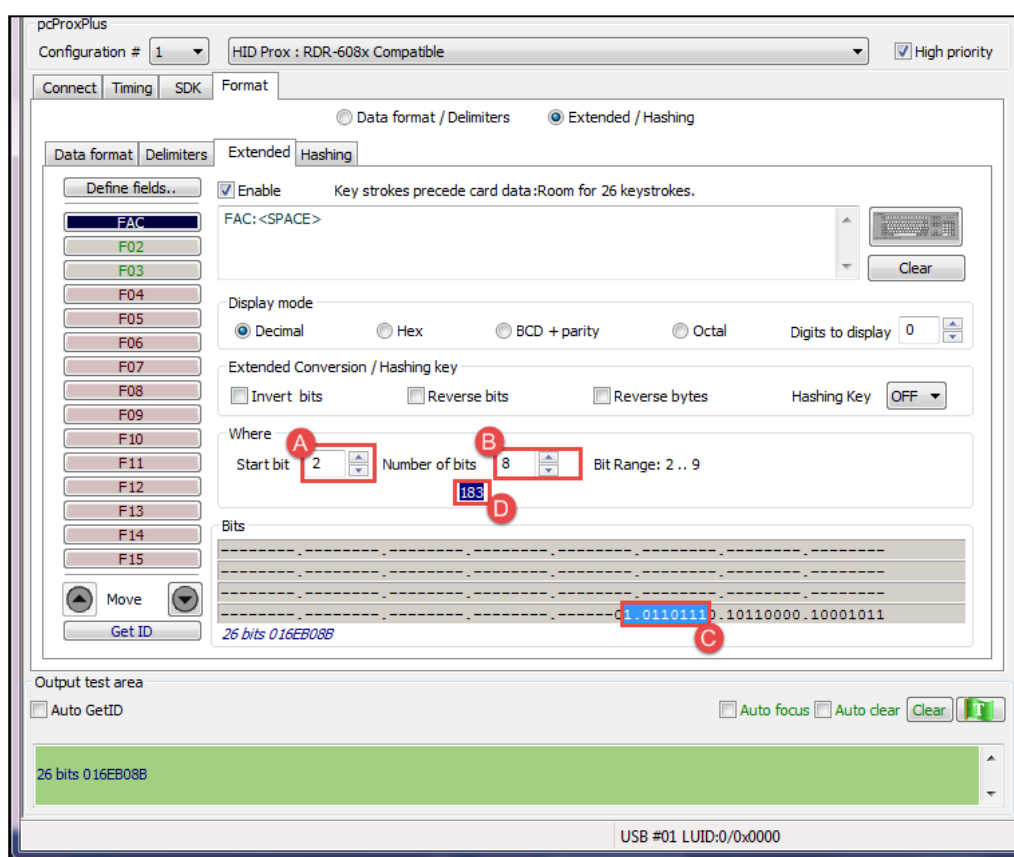 pcProxPlus
Configuration # 1 HID Prox : RDR-608x Compatible High priority
Connect Timing SDK Format
Data format / Delimiters Extended / Hashing
Data format Delimiters Extended Hashing
Define fields.. Enable Key strokes precede card data:Room for 26 keystrokes.
FAC FAC:<SPACE>
F02
F03 Clear
F04 Display mode
F05 Decimal Hex BCD + parity Octal Digits to display 0
F06
F07 Extended Conversion / Hashing key
F08 Invert bits Reverse bits Reverse bytes Hashing Key OFF
F09
F10 Where A B
F11 Start bit 2 Number of bits 8 Bit Range: 2 .. 9
F12 183 D
F13
F14 Bits
F15 --------.--------.--------.--------.--------.--------.--------.--------
--------.--------.--------.--------.--------.--------.--------.--------
Move --------.--------.--------.--------.--------.--------.--------.--------
--------.--------.--------.--------.------01.01101110.10110000.10001011
Get ID 26 bits 016EB08B C
Output test area
Auto GetID Auto focus Auto clear Clear T
26 bits 016EB08B
USB #01 LUID:0/0x0000